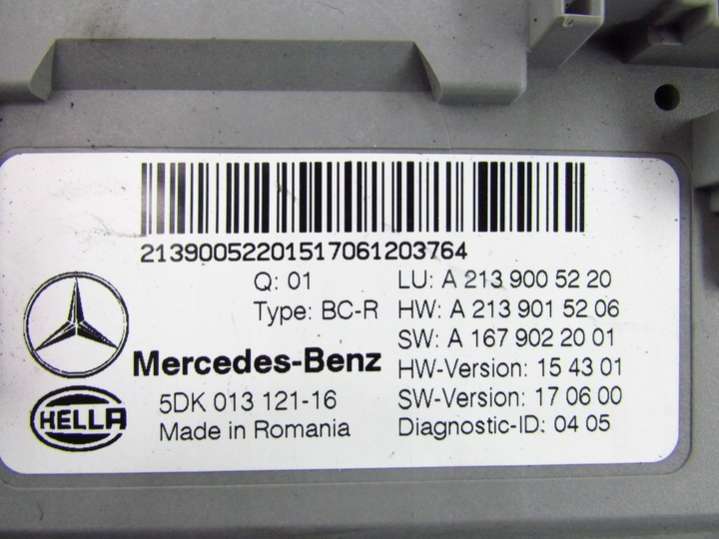 21390052201517061203764
Q: 01
Type: BC-R
LU: A 213 900 52 20
HW: A 213 901 52 06
SW: A 167 902 20 01
Mercedes-Benz
HW-Version: 15 43 01
HELLA
5DK 013 121-16
SW-Version: 17 06 00
Made in Romania
Diagnostic-ID: 04 05